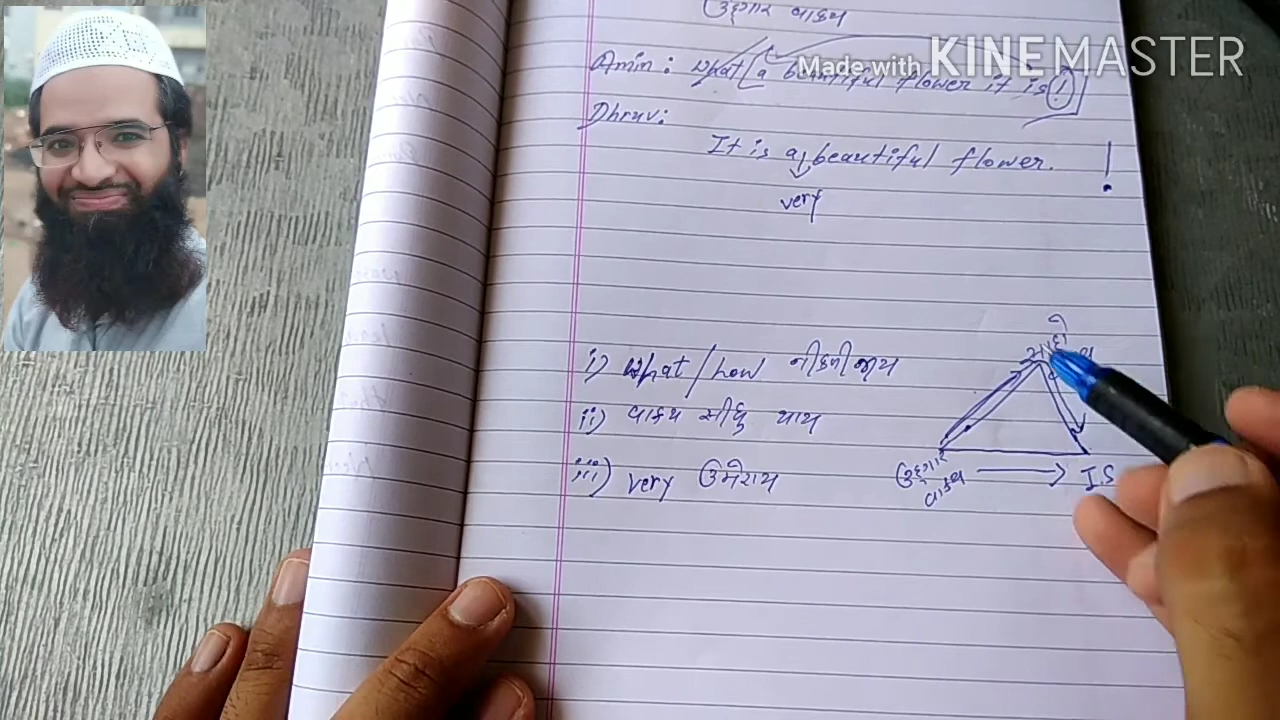 ઉદ્ગાર વાક્ય
Made with KINEMASTER
Amin: What a beautiful flower it is!
Dhruv:
It is a beautiful flower. !
very
i) What/how નીકળી જાય
ii) વાક્ય સીધુ થાય
iii) very ઉમેરાય
ઉદ્ગાર વાક્ય IS